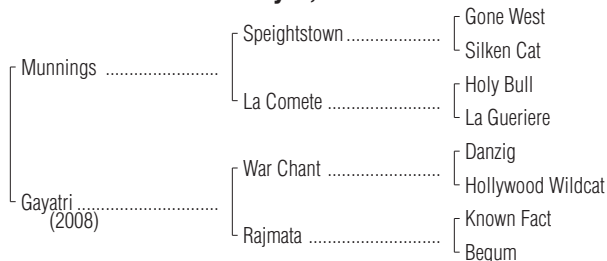 Gone West
Speightstown
Silken Cat
Munnings
Holy Bull
La Comete
La Gueriere
Danzig
War Chant
Hollywood Wildcat
Gayatri
(2008)
Known Fact
Rajmata
Begum